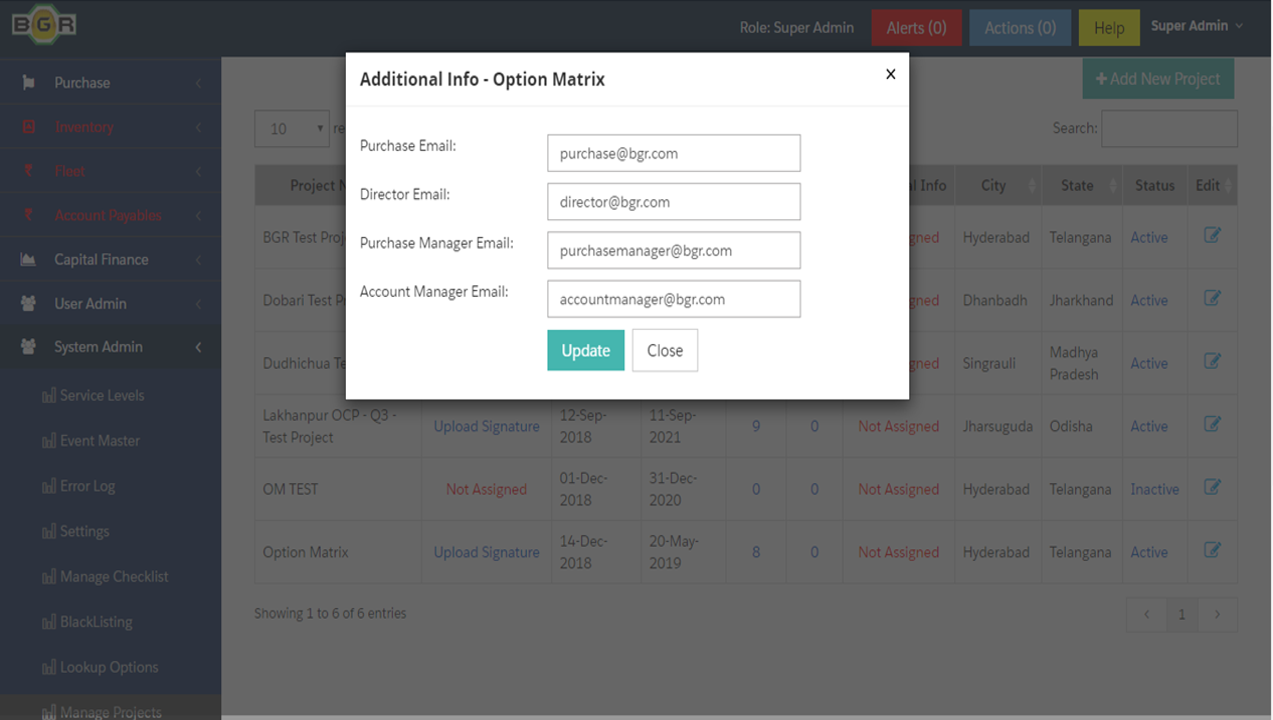 BGR
Role: Super Admin
Alerts (0)
Actions (0)
Help
Super Admin
Purchase
Inventory
Fleet
Account Payables
Capital Finance
User Admin
System Admin
Service Levels
Event Master
Error Log
Settings
Manage Checklist
BlackListing
Lookup Options
Manage Projects
Additional Info - Option Matrix
x
Purchase Email:
purchase@bgr.com
Director Email:
director@bgr.com
Purchase Manager Email:
purchasemanager@bgr.com
Account Manager Email:
accountmanager@bgr.com
Update
Close
Add New Project
10
Search:
Project
Info
City
State
Status
Edit
BGR Test
Hyderabad
Telangana
Active
Dobari Test
Dhanbadh
Jharkhand
Active
Dudhichua
Singrauli
Madhya
Pradesh
Active
Lakhanpur OCP - Q3 -
Test Project
Upload Signature
12-Sep-
2018
11-Sep-
2021
9
0
Not Assigned
Jharsuguda
Odisha
Active
OM TEST
Not Assigned
01-Dec-
2018
31-Dec-
2020
0
0
Not Assigned
Hyderabad
Telangana
Inactive
Option Matrix
Upload Signature
14-Dec-
2018
20-May-
2019
8
0
Not Assigned
Hyderabad
Telangana
Active
Showing 1 to 6 of 6 entries
1